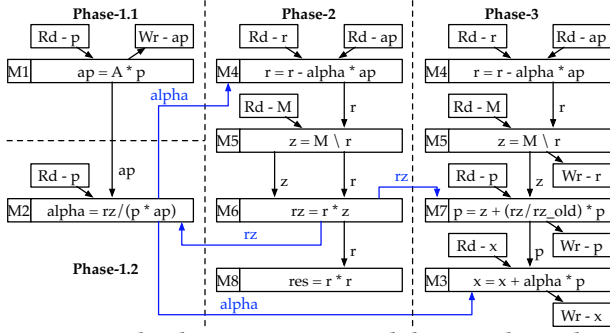 Phase-1.1
Rd - p
Wr - ap
M1 ap = A * p
ap
Rd - p
M2 alpha = rz/(p * ap)
Phase-1.2
alpha
rz
alpha
Phase-2
Rd - r
Rd - ap
M4 r = r - alpha * ap
r
Rd - M
M5 z = M \ r
z
r
rz
M6 rz = r * z
r
M8 res = r * r
Phase-3
Rd - r
Rd - ap
M4 r = r - alpha * ap
r
Rd - M
M5 z = M \ r
Rd - p
z
Wr - r
M7 p = z + (rz/rz_old) * p
Rd - x
p
Wr - p
M3 x = x + alpha * p
Wr - x